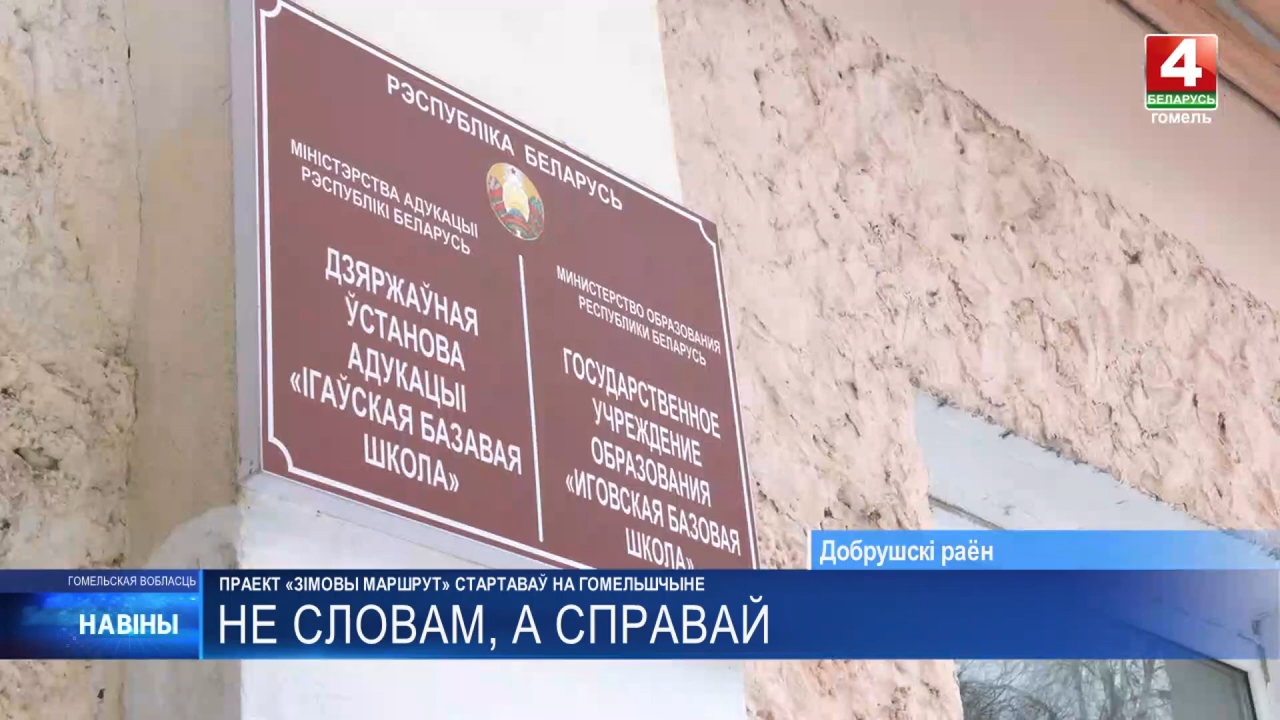 РЭСПУБЛІКА БЕЛАРУСЬ
МІНІСТЭРСТВА АДУКАЦЫІ
РЭСПУБЛІКІ БЕЛАРУСЬ
ДЗЯРЖАЎНАЯ
ЎСТАНОВА
АДУКАЦЫІ
«ІГАЎСКАЯ БАЗАВАЯ
ШКОЛА»
МИНИСТЕРСТВО ОБРАЗОВАНИЯ
РЕСПУБЛИКИ БЕЛАРУСЬ
ГОСУДАРСТВЕННОЕ
УЧРЕЖДЕНИЕ
ОБРАЗОВАНИЯ
«ИГОВСКАЯ БАЗОВАЯ
ШКОЛА»
4
БЕЛАРУСЬ
гомель
Добрушскі раён
ГОМЕЛЬСКАЯ ВОБЛАСЦЬ
НАВІНЫ
ПРАЕКТ «ЗІМОВЫ МАРШРУТ» СТАРТАВАЎ НА ГОМЕЛЬШЧЫНЕ
НЕ СЛОВАМ, А СПРАВАЙ